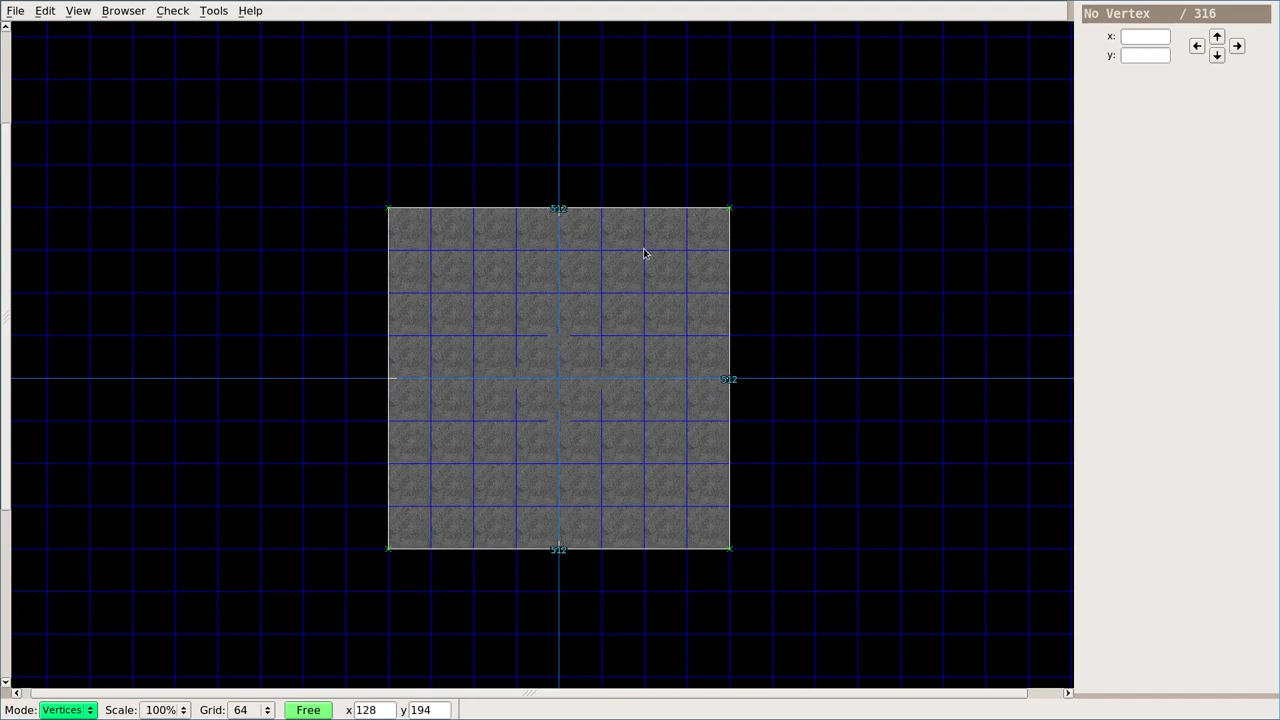 File Edit View Browser Check Tools Help
No Vertex / 316
x:
y:
512
512
512
Mode: Vertices Scale: 100% Grid: 64 Free x 128 y 194